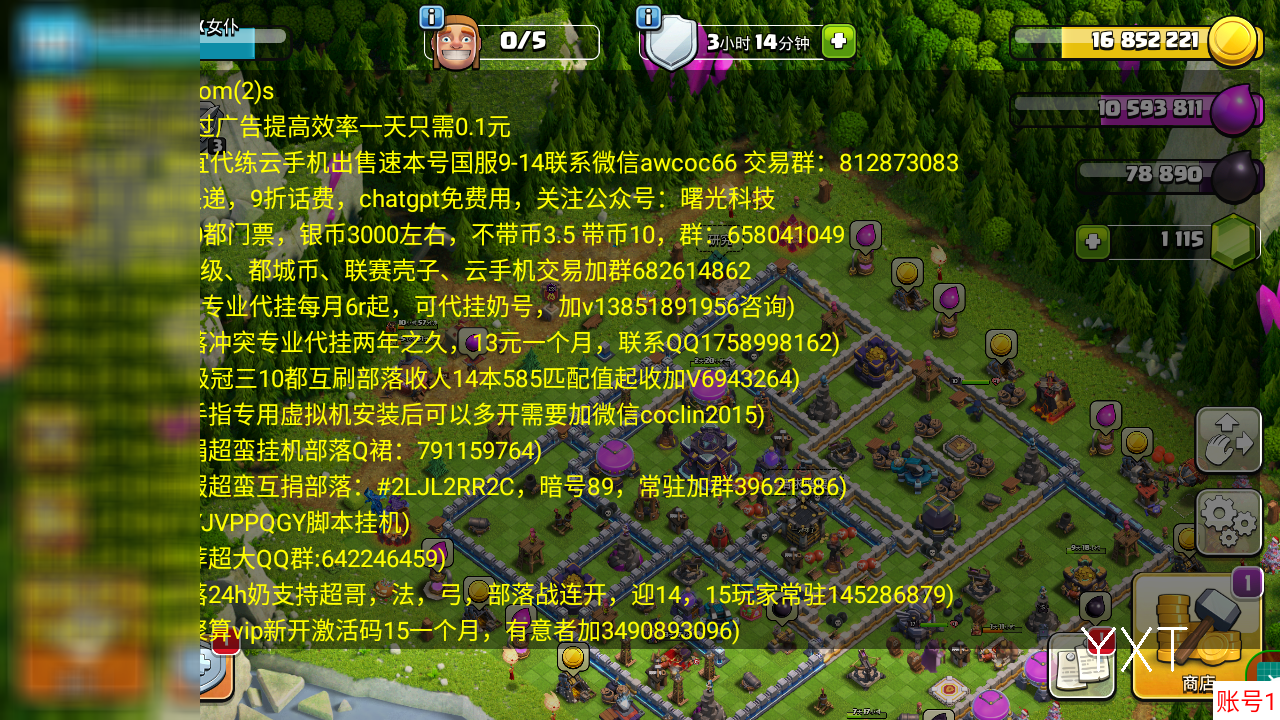 女仆
0/5
3小时 14分钟
16 852 221
om(2)s
过广告提高效率一天只需0.1元
10 593 811
宜代练云手机出售速本号国服9-14联系微信awcoc66 交易群：812873083
78 890
递，9折话费，chatgpt免费用，关注公众号：曙光科技
都门票，银币3000左右，不带币3.5 带币10，群：658041049
1 115
级、都城币、联赛壳子、云手机交易加群682614862
专业代挂每月6r起，可代挂奶号，加v13851891956咨询)
落冲突专业代挂两年之久，13元一个月，联系QQ1758998162)
级冠三10都互刷部落收人14本585匹配值起收加V6943264)
手指专用虚拟机安装后可以多开需要加微信coclin2015)
捐超蛮挂机部落Q裙：791159764)
服超蛮互捐部落：#2LJL2RR2C，暗号89，常驻加群39621586)
JVPPQGY脚本挂机)
荐超大QQ群:642246459)
落24h奶支持超哥，法，弓，部落战连开，迎14，15玩家常驻145286879)
1
聚算vip新开激活码15一个月，有意者加3490893096)
YXT
商店
账号1